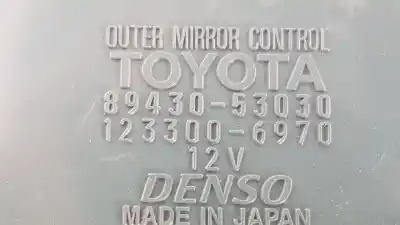 OUTER MIRROR CONTROL
TOYOTA
89430-53030
123300-6970
12V
DENSO
MADE IN JAPAN